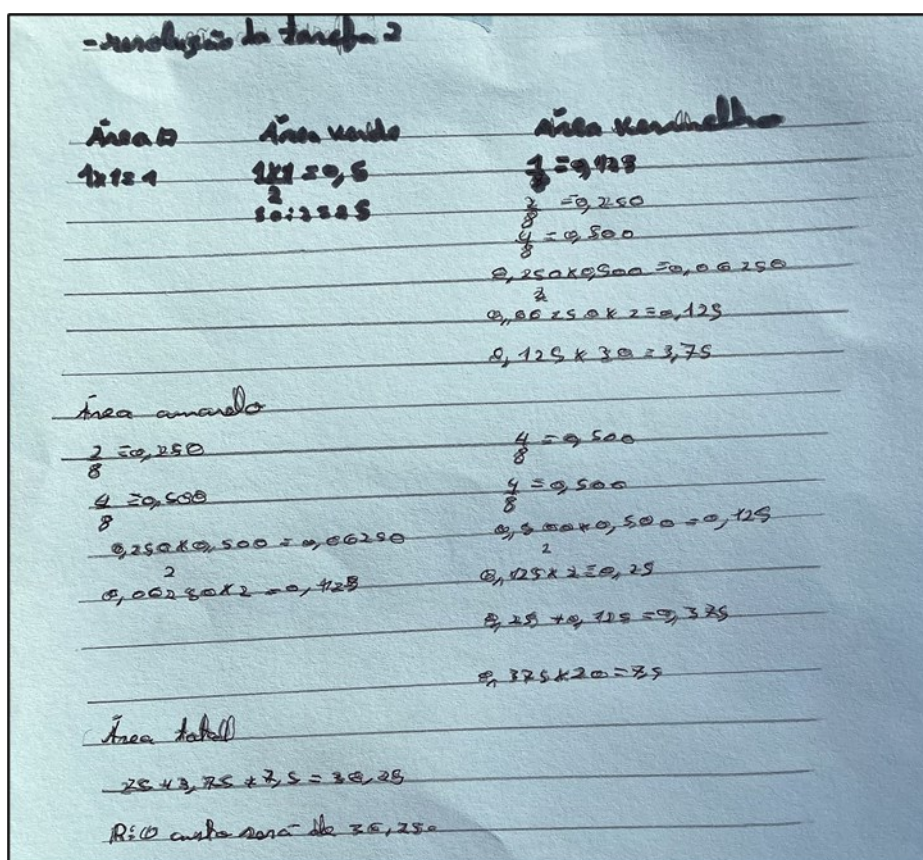 - resolução da tarefa 2
Área □ Área verde Área vermelho
1x1=1 1x1 = 0,5 1 = 0,125
2 8
50:2=25 2 = 0,250
8
4 = 0,500
8
0,250x0,500 = 0,06250
2
0,06250x2=0,125
0,125 x 30 = 3,75
Área amarelo
2 = 0,250 4 = 0,500
8 8
4 = 0,500 4 = 0,500
8 8
0,250x0,500 = 0,06250 0,500x0,500 = 0,125
2 2
0,06250x2 = 0,125 0,125x2=0,25
0,25 + 0,125 = 0,375
0,375x20=7,5
Área total
25 + 3,75 + 7,5 = 36,25
R:O custo será de 36,250